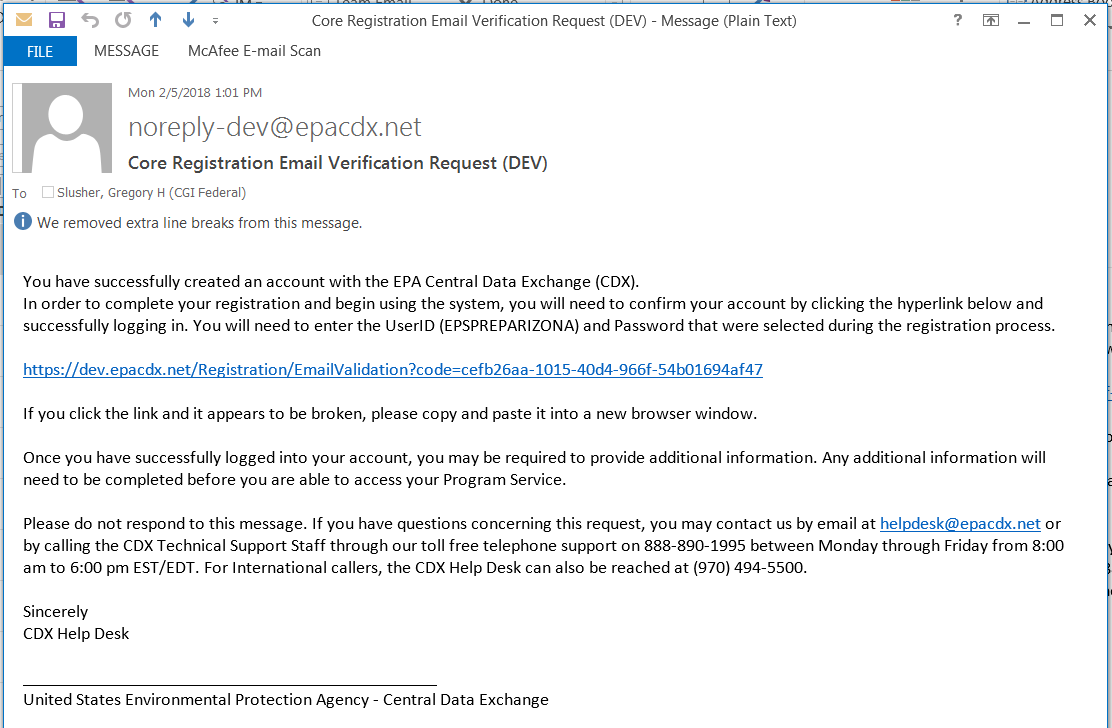 Core Registration Email Verification Request (DEV) - Message (Plain Text)
?
FILE MESSAGE McAfee E-mail Scan
Mon 2/5/2018 1:01 PM
noreply-dev@epacdx.net
Core Registration Email Verification Request (DEV)
To Slusher, Gregory H (CGI Federal)
We removed extra line breaks from this message.
You have successfully created an account with the EPA Central Data Exchange (CDX).
In order to complete your registration and begin using the system, you will need to confirm your account by clicking the hyperlink below and
successfully logging in. You will need to enter the UserID (EPSPREPARIZONA) and Password that were selected during the registration process.
https://dev.epacdx.net/Registration/EmailValidation?code=cefb26aa-1015-40d4-966f-54b01694af47
If you click the link and it appears to be broken, please copy and paste it into a new browser window.
Once you have successfully logged into your account, you may be required to provide additional information. Any additional information will
need to be completed before you are able to access your Program Service.
Please do not respond to this message. If you have questions concerning this request, you may contact us by email at helpdesk@epacdx.net or
by calling the CDX Technical Support Staff through our toll free telephone support on 888-890-1995 between Monday through Friday from 8:00
am to 6:00 pm EST/EDT. For International callers, the CDX Help Desk can also be reached at (970) 494-5500.
Sincerely
CDX Help Desk
United States Environmental Protection Agency - Central Data Exchange